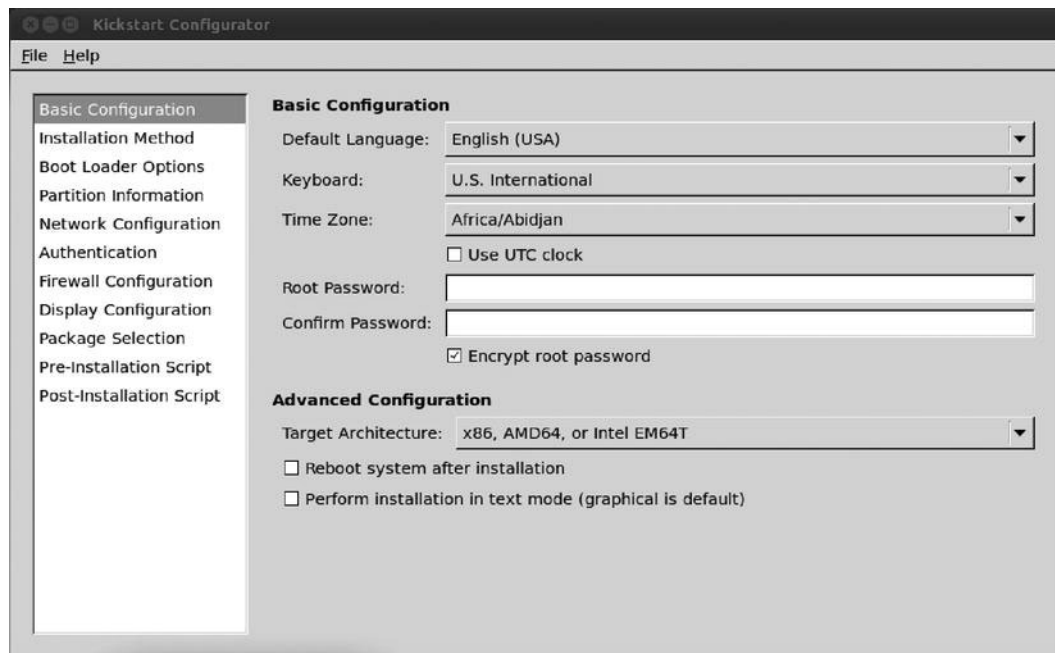 Kickstart Configurator
File Help
Basic Configuration
Installation Method
Boot Loader Options
Partition Information
Network Configuration
Authentication
Firewall Configuration
Display Configuration
Package Selection
Pre-Installation Script
Post-Installation Script
Basic Configuration
Default Language: English (USA)
Keyboard: U.S. International
Time Zone: Africa/Abidjan
Use UTC clock
Root Password:
Confirm Password:
Encrypt root password
Advanced Configuration
Target Architecture: x86, AMD64, or Intel EM64T
Reboot system after installation
Perform installation in text mode (graphical is default)